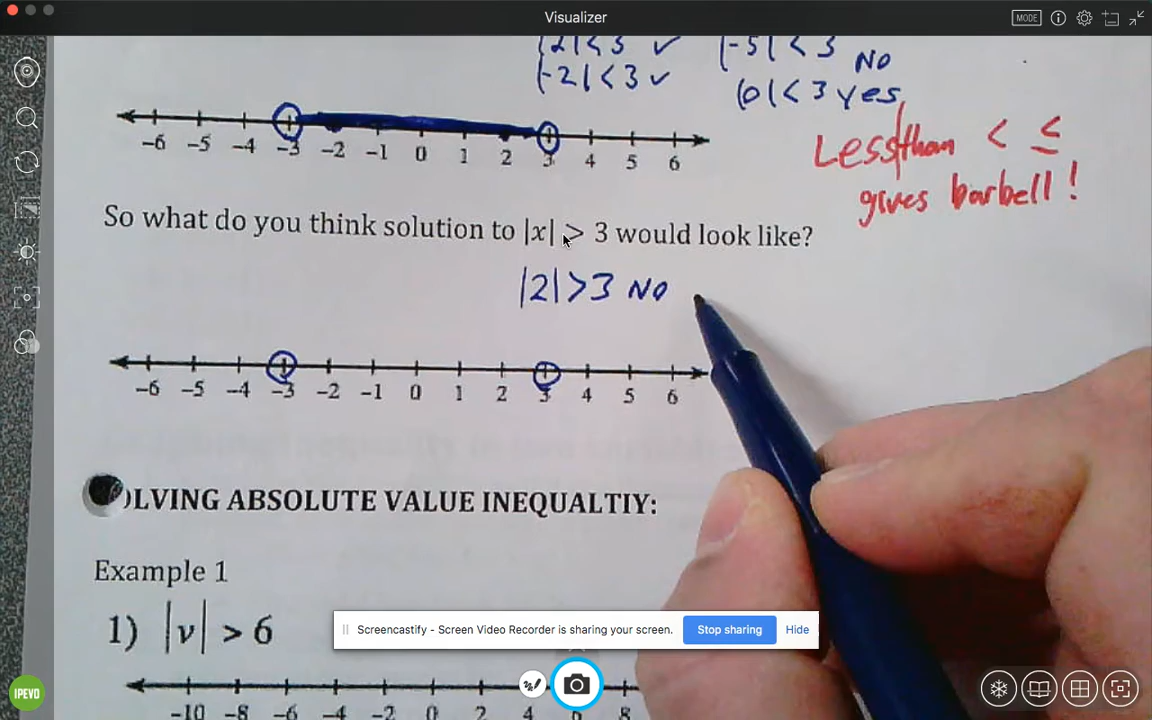 Visualizer
MODE
|2| < 3 ✓ |-5| < 3 NO
|-2| < 3 ✓ |0| < 3 yes
-6 -5 -4 -3 -2 -1 0 1 2 3 4 5 6
Less than < ≤
gives barbell!
So what do you think solution to |x| > 3 would look like?
|2| > 3 NO
-6 -5 -4 -3 -2 -1 0 1 2 3 4 5 6
OLVING ABSOLUTE VALUE INEQUALTIY:
Example 1
1) |v| > 6
Screencastify - Screen Video Recorder is sharing your screen. Stop sharing Hide
IPEVO
-10 -8 -6 -4 -2 0 2 4 6 8